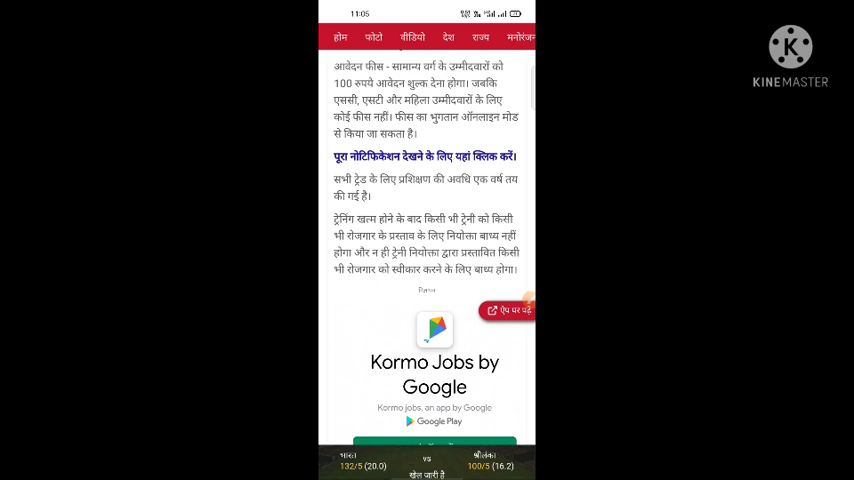 11:05
होम फोटो वीडियो देश राज्य मनोरंजन
K
KINEMASTER
आवेदन फीस - सामान्य वर्ग के उम्मीदवारों को
100 रुपये आवेदन शुल्क देना होगा। जबकि
एससी, एसटी और महिला उम्मीदवारों के लिए
कोई फीस नहीं। फीस का भुगतान ऑनलाइन मोड
से किया जा सकता है।
पूरा नोटिफिकेशन देखने के लिए यहां क्लिक करें।
सभी ट्रेड के लिए प्रशिक्षण की अवधि एक वर्ष तय
की गई है।
ट्रेनिंग खत्म होने के बाद किसी भी ट्रेनी को किसी
भी रोजगार के प्रस्ताव के लिए नियोक्ता बाध्य नहीं
होगा और न ही ट्रेनी नियोक्ता द्वारा प्रस्तावित किसी
भी रोजगार को स्वीकार करने के लिए बाध्य होगा।
विज्ञापन
ऐप पर पढ़ें
Kormo Jobs by
Google
Kormo jobs, an app by Google
Google Play
भारत vs श्रीलंका
132/5 (20.0) 100/5 (16.2)
खेल जारी है